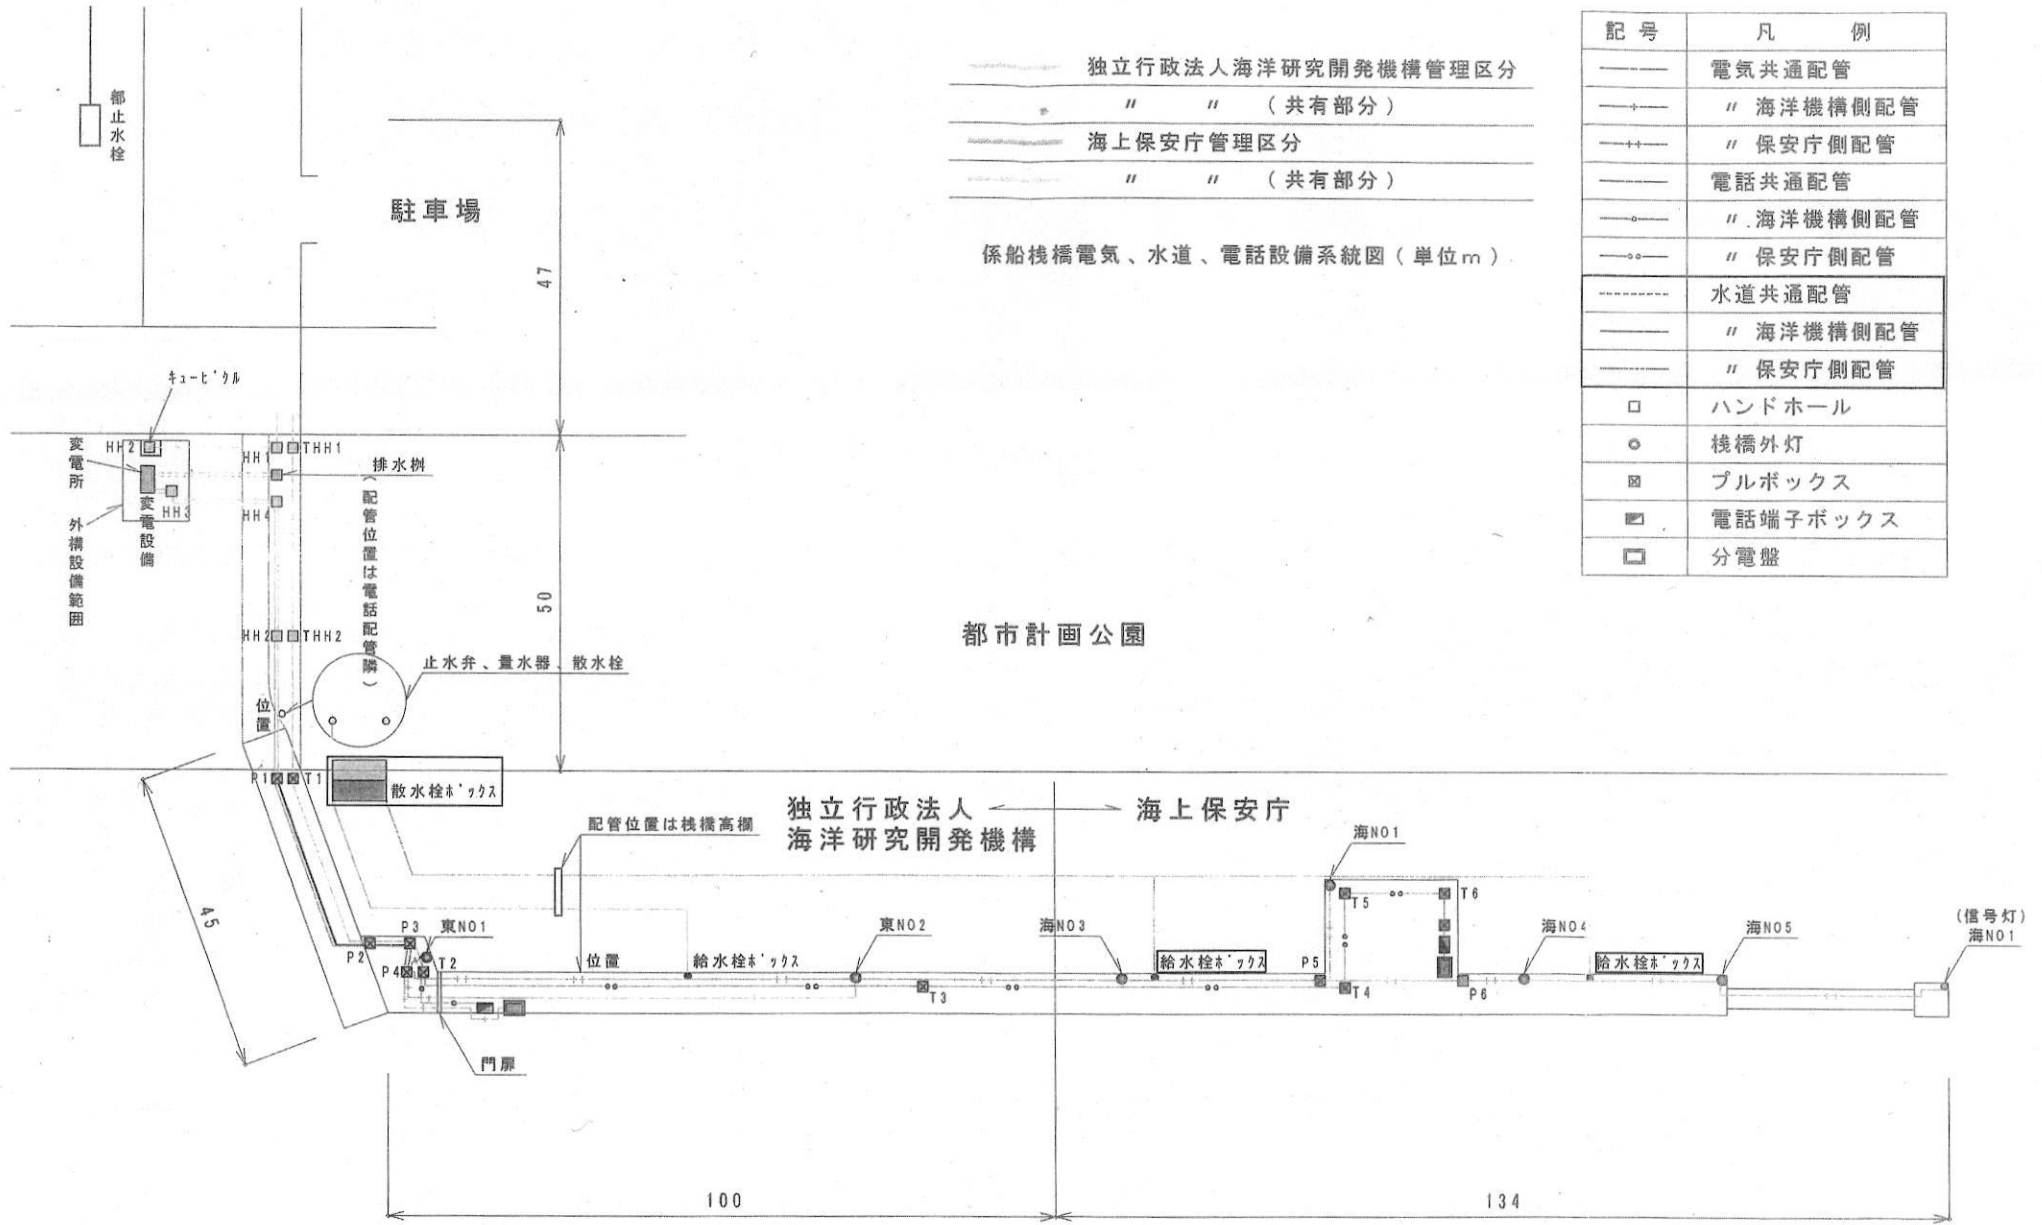 都止水栓
駐車場
47
独立行政法人海洋研究開発機構管理区分
〃 〃 （共有部分）
海上保安庁管理区分
〃 〃 （共有部分）
係船桟橋電気、水道、電話設備系統図（単位m）
記号 凡 例
電気共通配管
〃 海洋機構側配管
〃 保安庁側配管
電話共通配管
〃 海洋機構側配管
〃 保安庁側配管
水道共通配管
〃 海洋機構側配管
〃 保安庁側配管
ハンドホール
桟橋外灯
プルボックス
電話端子ボックス
分電盤
キュービクル
変電所
HH2
変電設備
HH3
外構設備範囲
HH1
THH1
排水桝
HH4
（配管位置は電話配管隣）
HH2
THH2
50
都市計画公園
止水弁、量水器、散水栓
位置
P1
T1
散水栓ボックス
45
配管位置は桟橋高欄
独立行政法人
海洋研究開発機構
海上保安庁
海NO1
P2
P3
東NO1
P4
T2
位置
給水栓ボックス
東NO2
T3
海NO3
給水栓ボックス
P5
T5
T6
T4
P6
海NO4
給水栓ボックス
海NO5
(信号灯)
海NO1
門扉
100
134